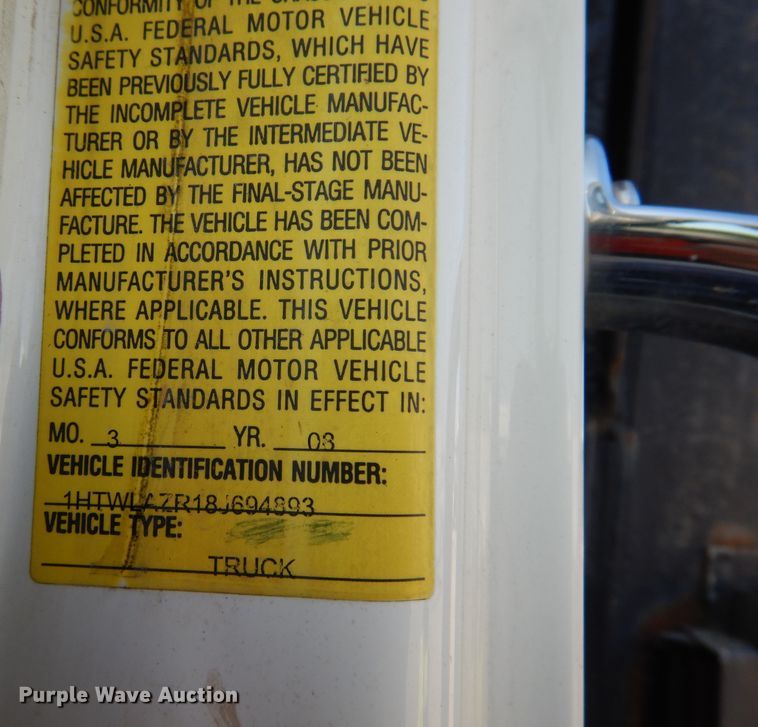 CONFORMITY OF THE
U.S.A. FEDERAL MOTOR VEHICLE
SAFETY STANDARDS, WHICH HAVE
BEEN PREVIOUSLY FULLY CERTIFIED BY
THE INCOMPLETE VEHICLE MANUFAC-
TURER OR BY THE INTERMEDIATE VE-
HICLE MANUFACTURER, HAS NOT BEEN
AFFECTED BY THE FINAL-STAGE MANU-
FACTURE. THE VEHICLE HAS BEEN COM-
PLETED IN ACCORDANCE WITH PRIOR
MANUFACTURER'S INSTRUCTIONS,
WHERE APPLICABLE. THIS VEHICLE
CONFORMS TO ALL OTHER APPLICABLE
U.S.A. FEDERAL MOTOR VEHICLE
SAFETY STANDARDS IN EFFECT IN:
MO. 3 YR. 08
VEHICLE IDENTIFICATION NUMBER:
1HTWLAZR18J694893
VEHICLE TYPE:
TRUCK
Purple Wave Auction